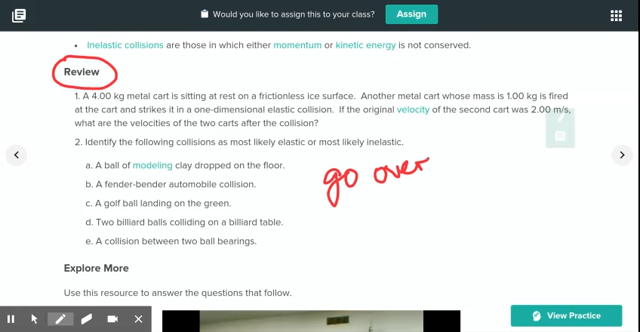 Would you like to assign this to your class? Assign
• Inelastic collisions are those in which either momentum or kinetic energy is not conserved.
Review
1. A 4.00 kg metal cart is sitting at rest on a frictionless ice surface. Another metal cart whose mass is 1.00 kg is fired
at the cart and strikes it in a one-dimensional elastic collision. If the original velocity of the second cart was 2.00 m/s,
what are the velocities of the two carts after the collision?
2. Identify the following collisions as most likely elastic or most likely inelastic.
a. A ball of modeling clay dropped on the floor.
go over
b. A fender-bender automobile collision.
c. A golf ball landing on the green.
d. Two billiard balls colliding on a billiard table.
e. A collision between two ball bearings.
Explore More
Use this resource to answer the questions that follow.
View Practice